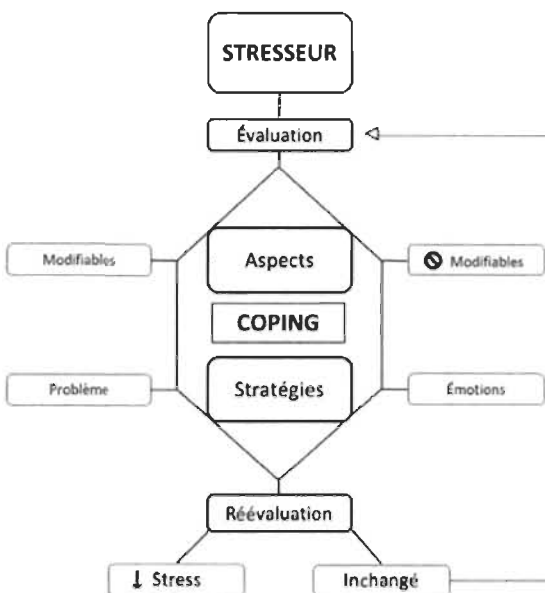 STRESSEUR
Évaluation
Modifiables
Aspects
🚫 Modifiables
COPING
Problème
Stratégies
Émotions
Réévaluation
↓ Stress
Inchangé